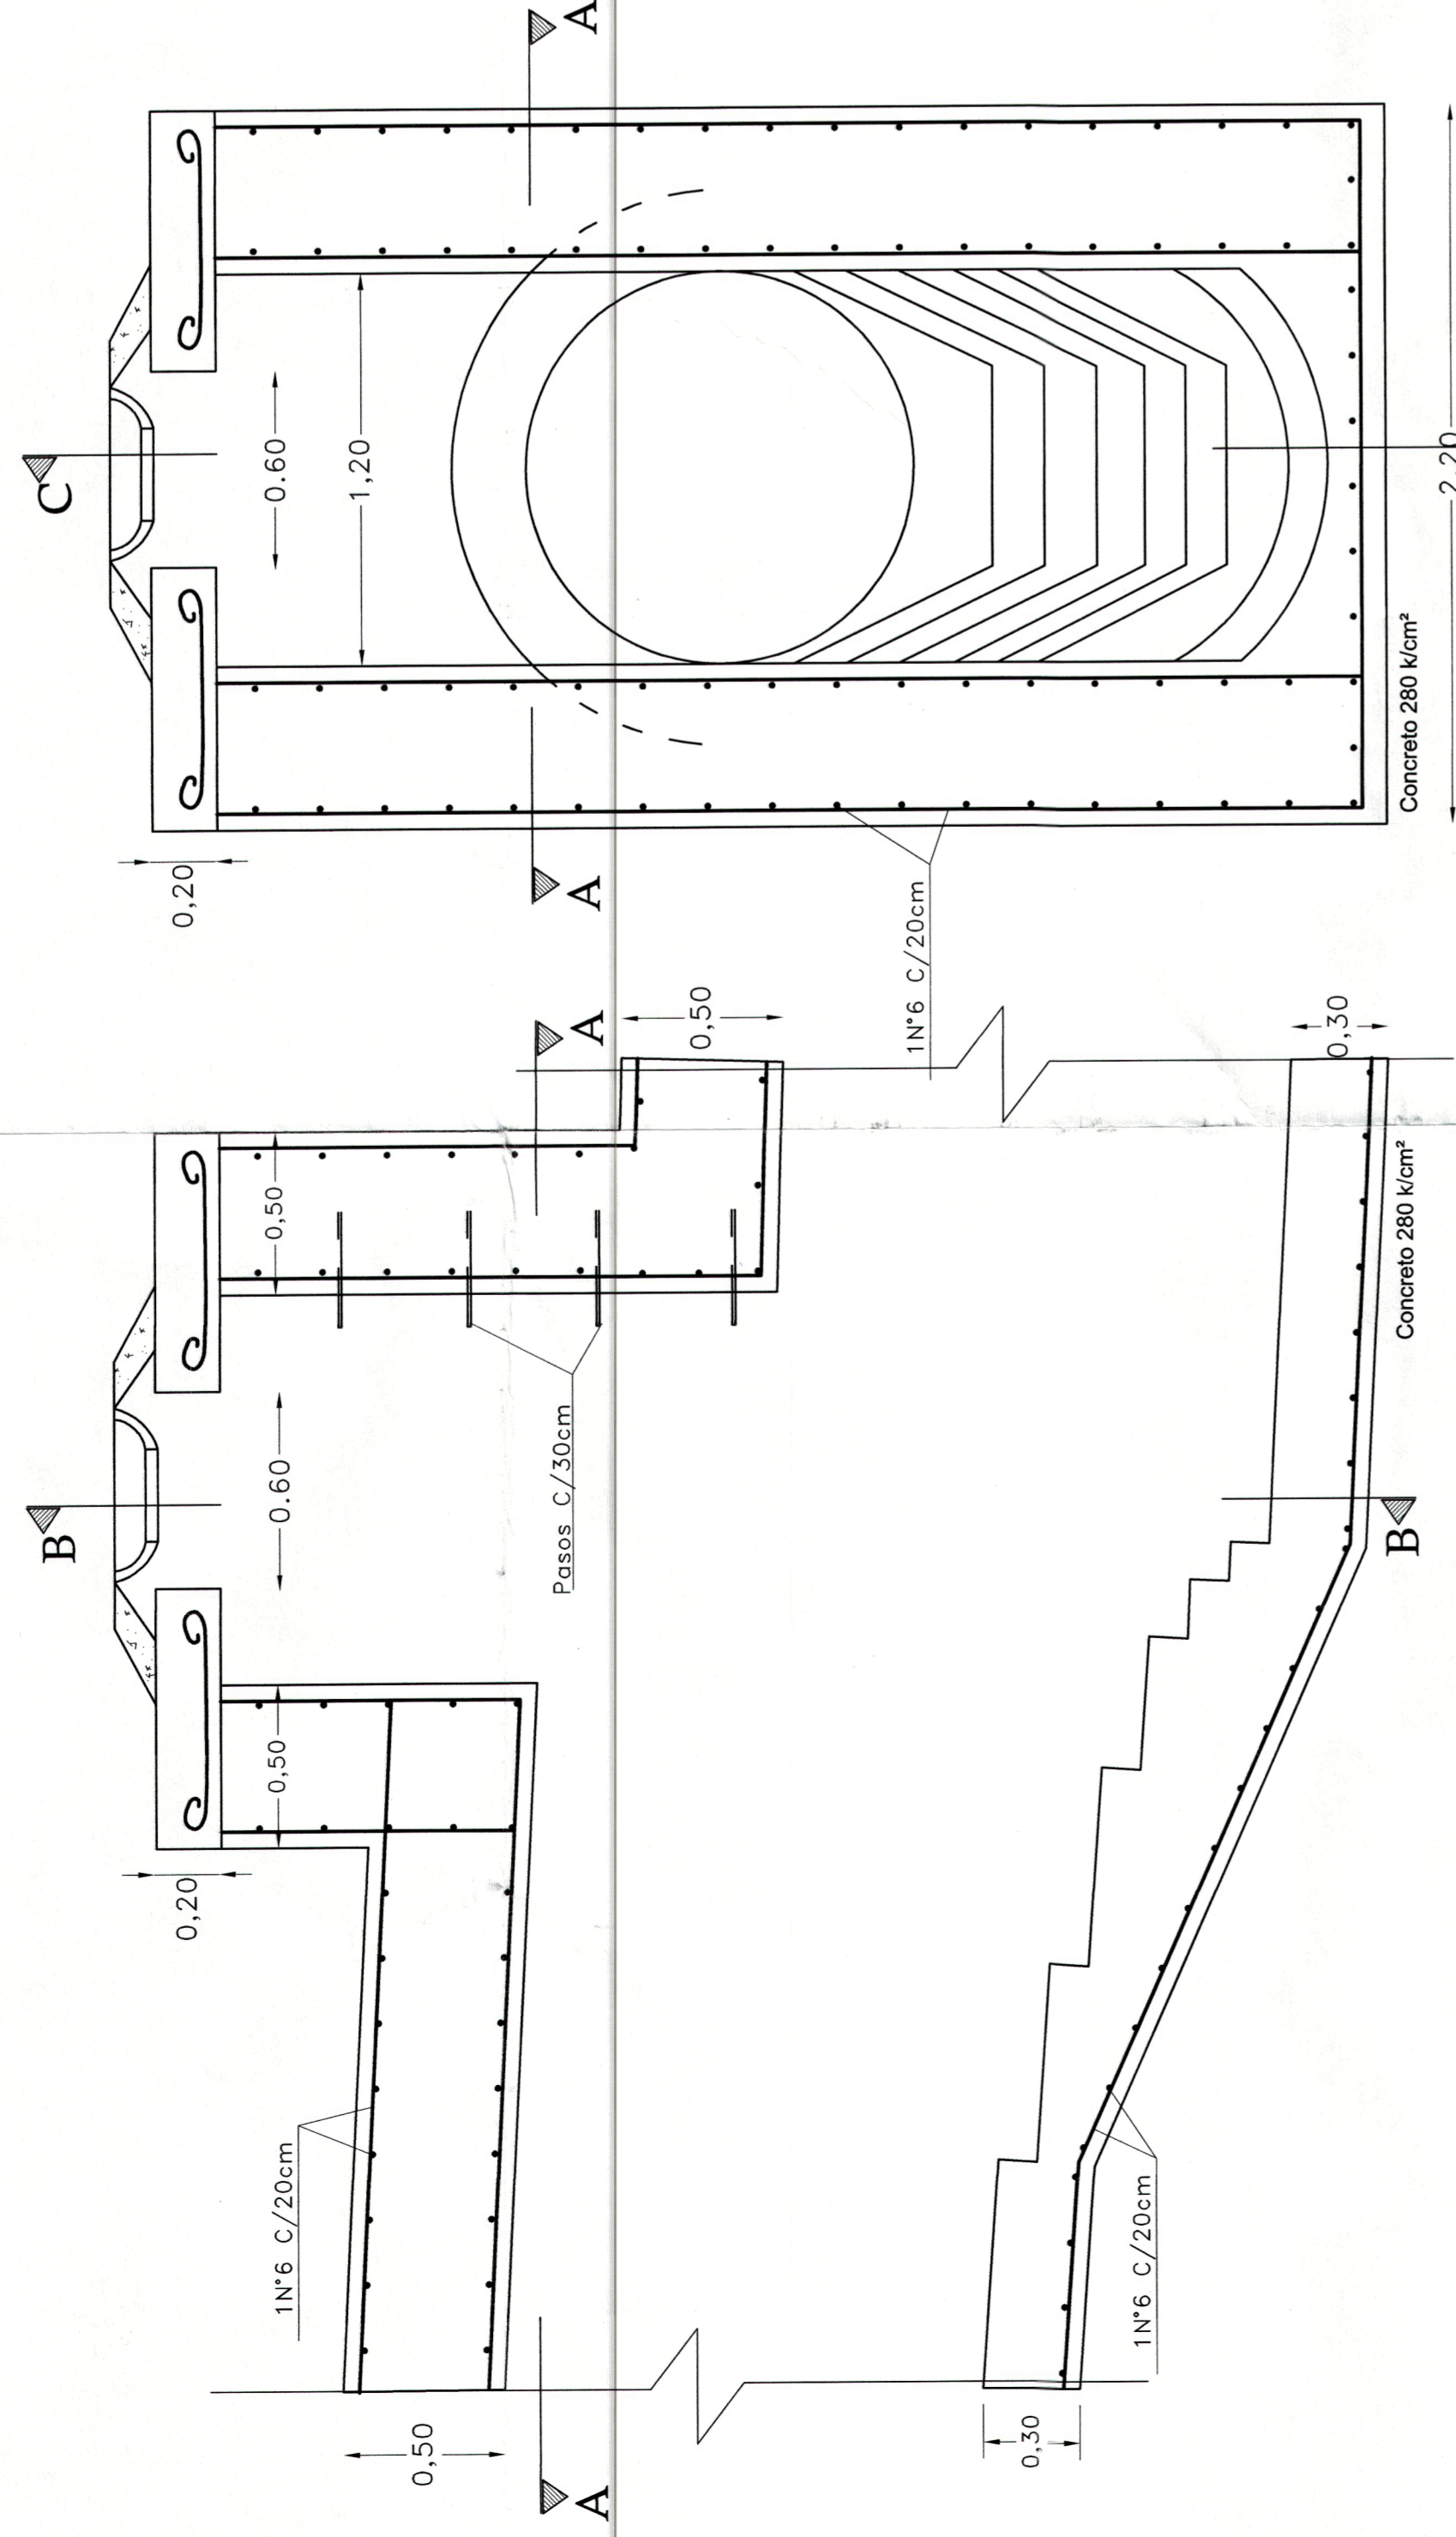 B
C
0,20
0,20
0,50
0.60
0,50
0.60
1,20
1N°6 C/20cm
Pasos C/30cm
0,50
A
A
A
A
0,50
1N°6 C/20cm
0,30
1N°6 C/20cm
B
0,30
Concreto 280 k/cm²
Concreto 280 k/cm²
2,20